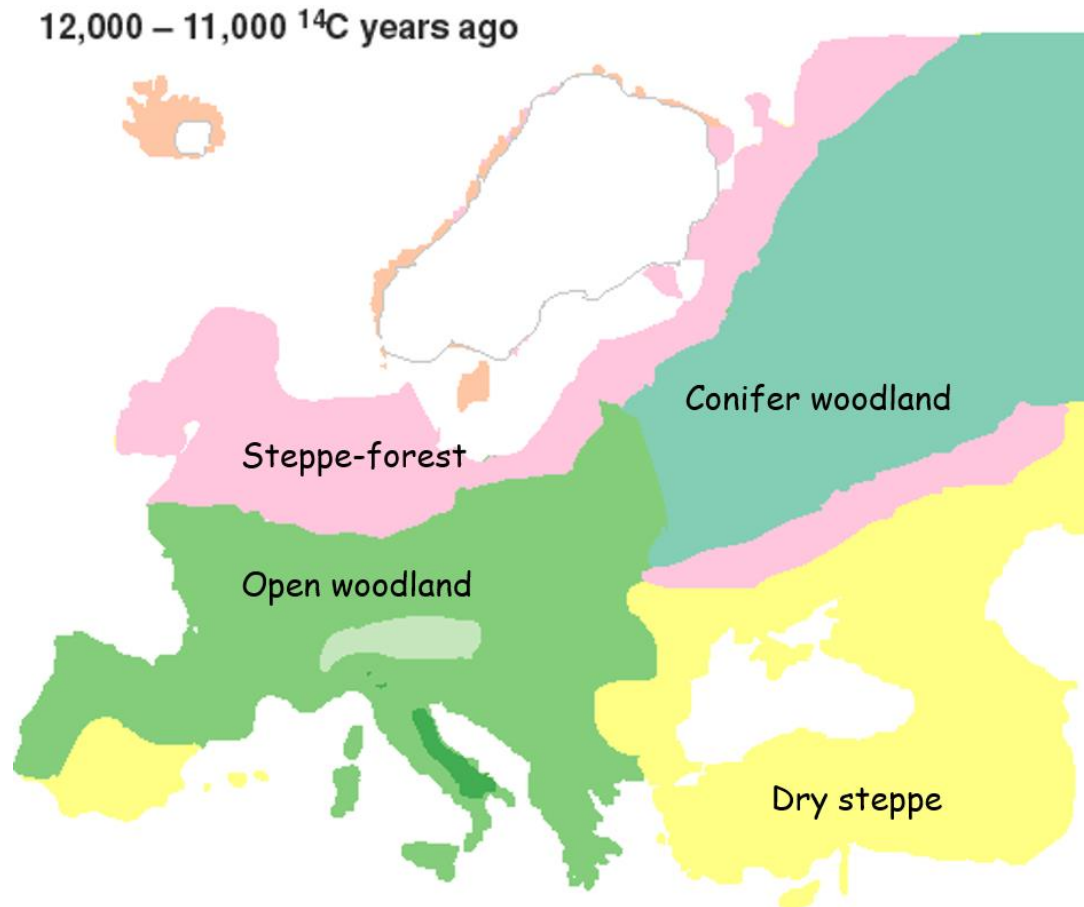 12,000 – 11,000 ¹⁴C years ago
Conifer woodland
Steppe-forest
Open woodland
Dry steppe